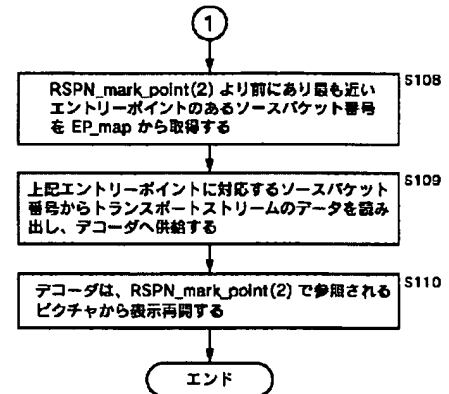 1
RSPN_mark_point(2) より前にあり最も近い
エントリーポイントのあるソースパケット番号
を EP_map から取得する
S108
上記エントリーポイントに対応するソースパケット
番号からトランスポートストリームのデータを読み
出し、デコーダへ供給する
S109
デコーダは、RSPN_mark_point(2) で参照される
ピクチャから表示再開する
S110
エンド